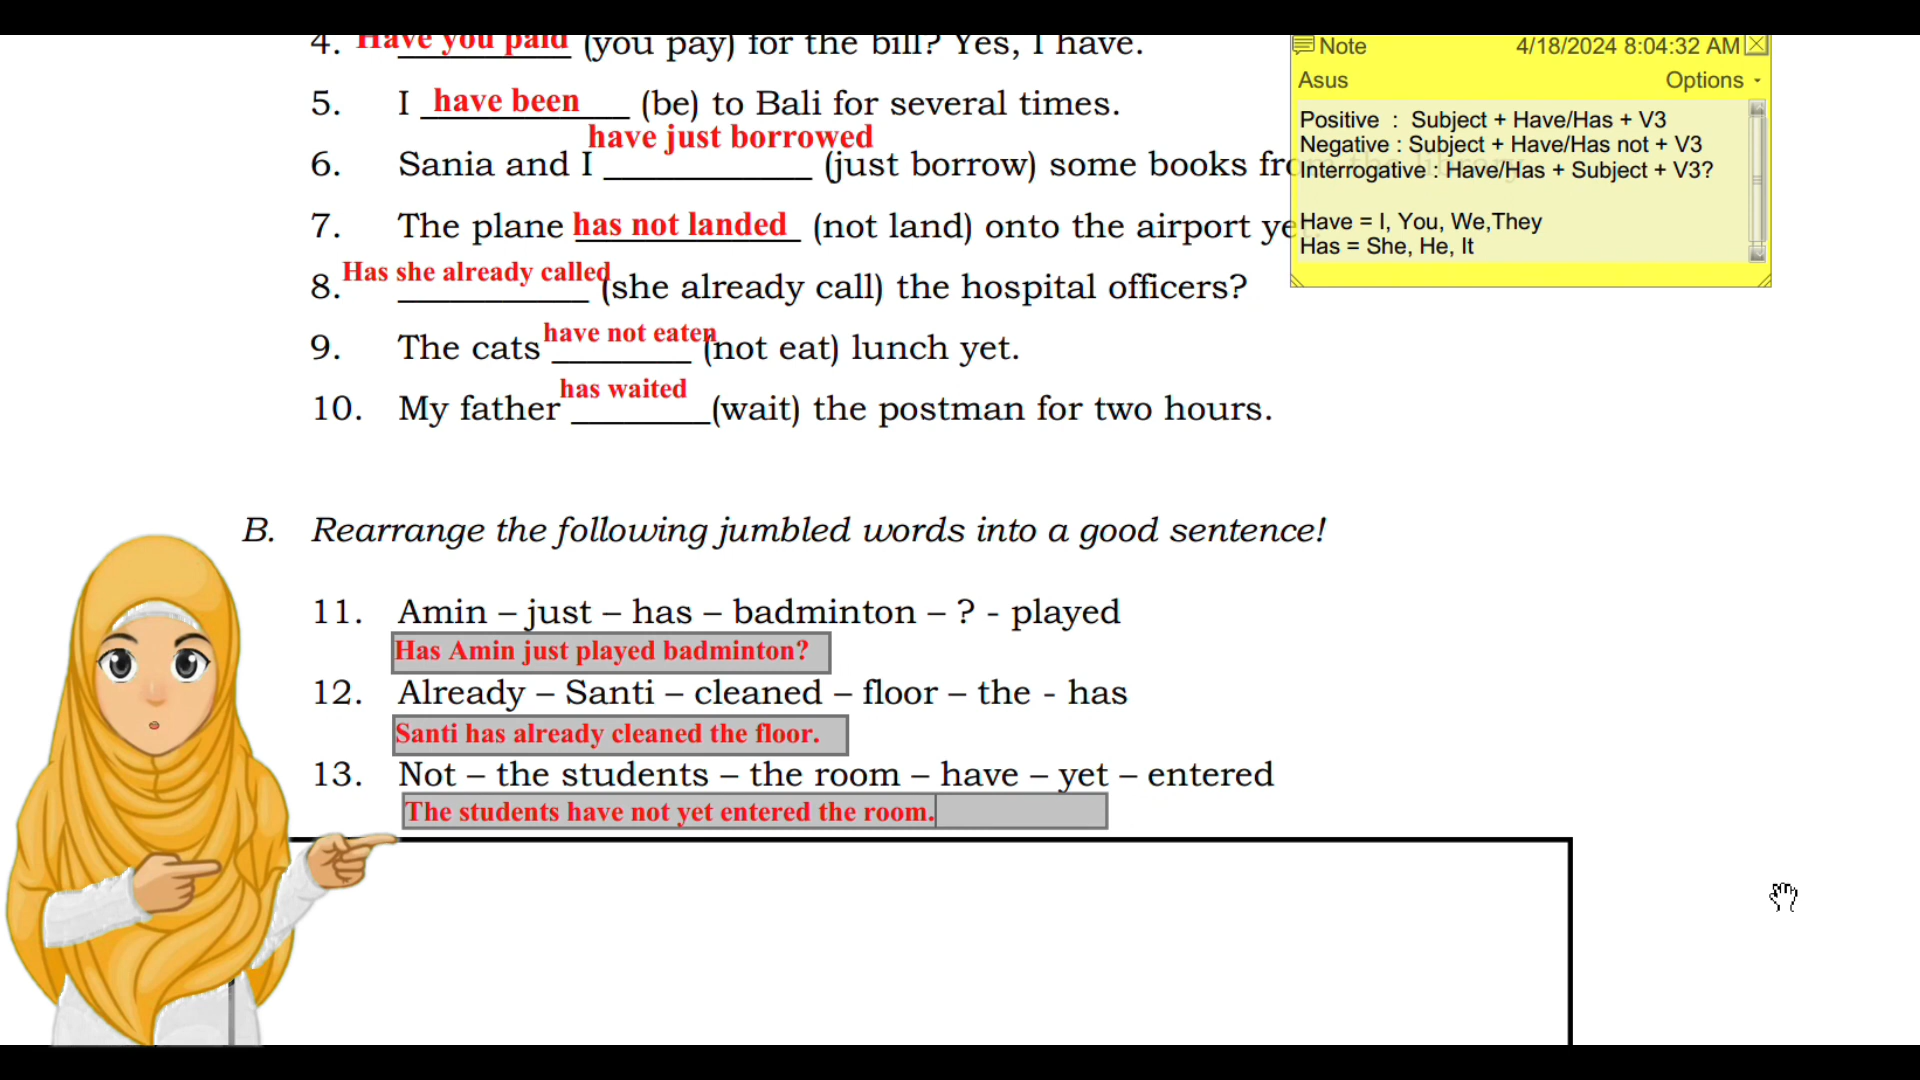 4. Have you paid (you pay) for the bill? Yes, I have.
5. I have been (be) to Bali for several times.
have just borrowed
6. Sania and I ____________ (just borrow) some books from the library.
7. The plane has not landed (not land) onto the airport yet
Has she already called
8. ___________ (she already call) the hospital officers?
have not eaten
9. The cats ________ (not eat) lunch yet.
has waited
10. My father ________(wait) the postman for two hours.
B. Rearrange the following jumbled words into a good sentence!
11. Amin – just – has – badminton – ? - played
Has Amin just played badminton?
12. Already – Santi – cleaned – floor – the - has
Santi has already cleaned the floor.
13. Not – the students – the room – have – yet – entered
The students have not yet entered the room.
Note 4/18/2024 8:04:32 AM
Asus Options
Positive : Subject + Have/Has + V3
Negative : Subject + Have/Has not + V3
Interrogative : Have/Has + Subject + V3?
Have = I, You, We,They
Has = She, He, It